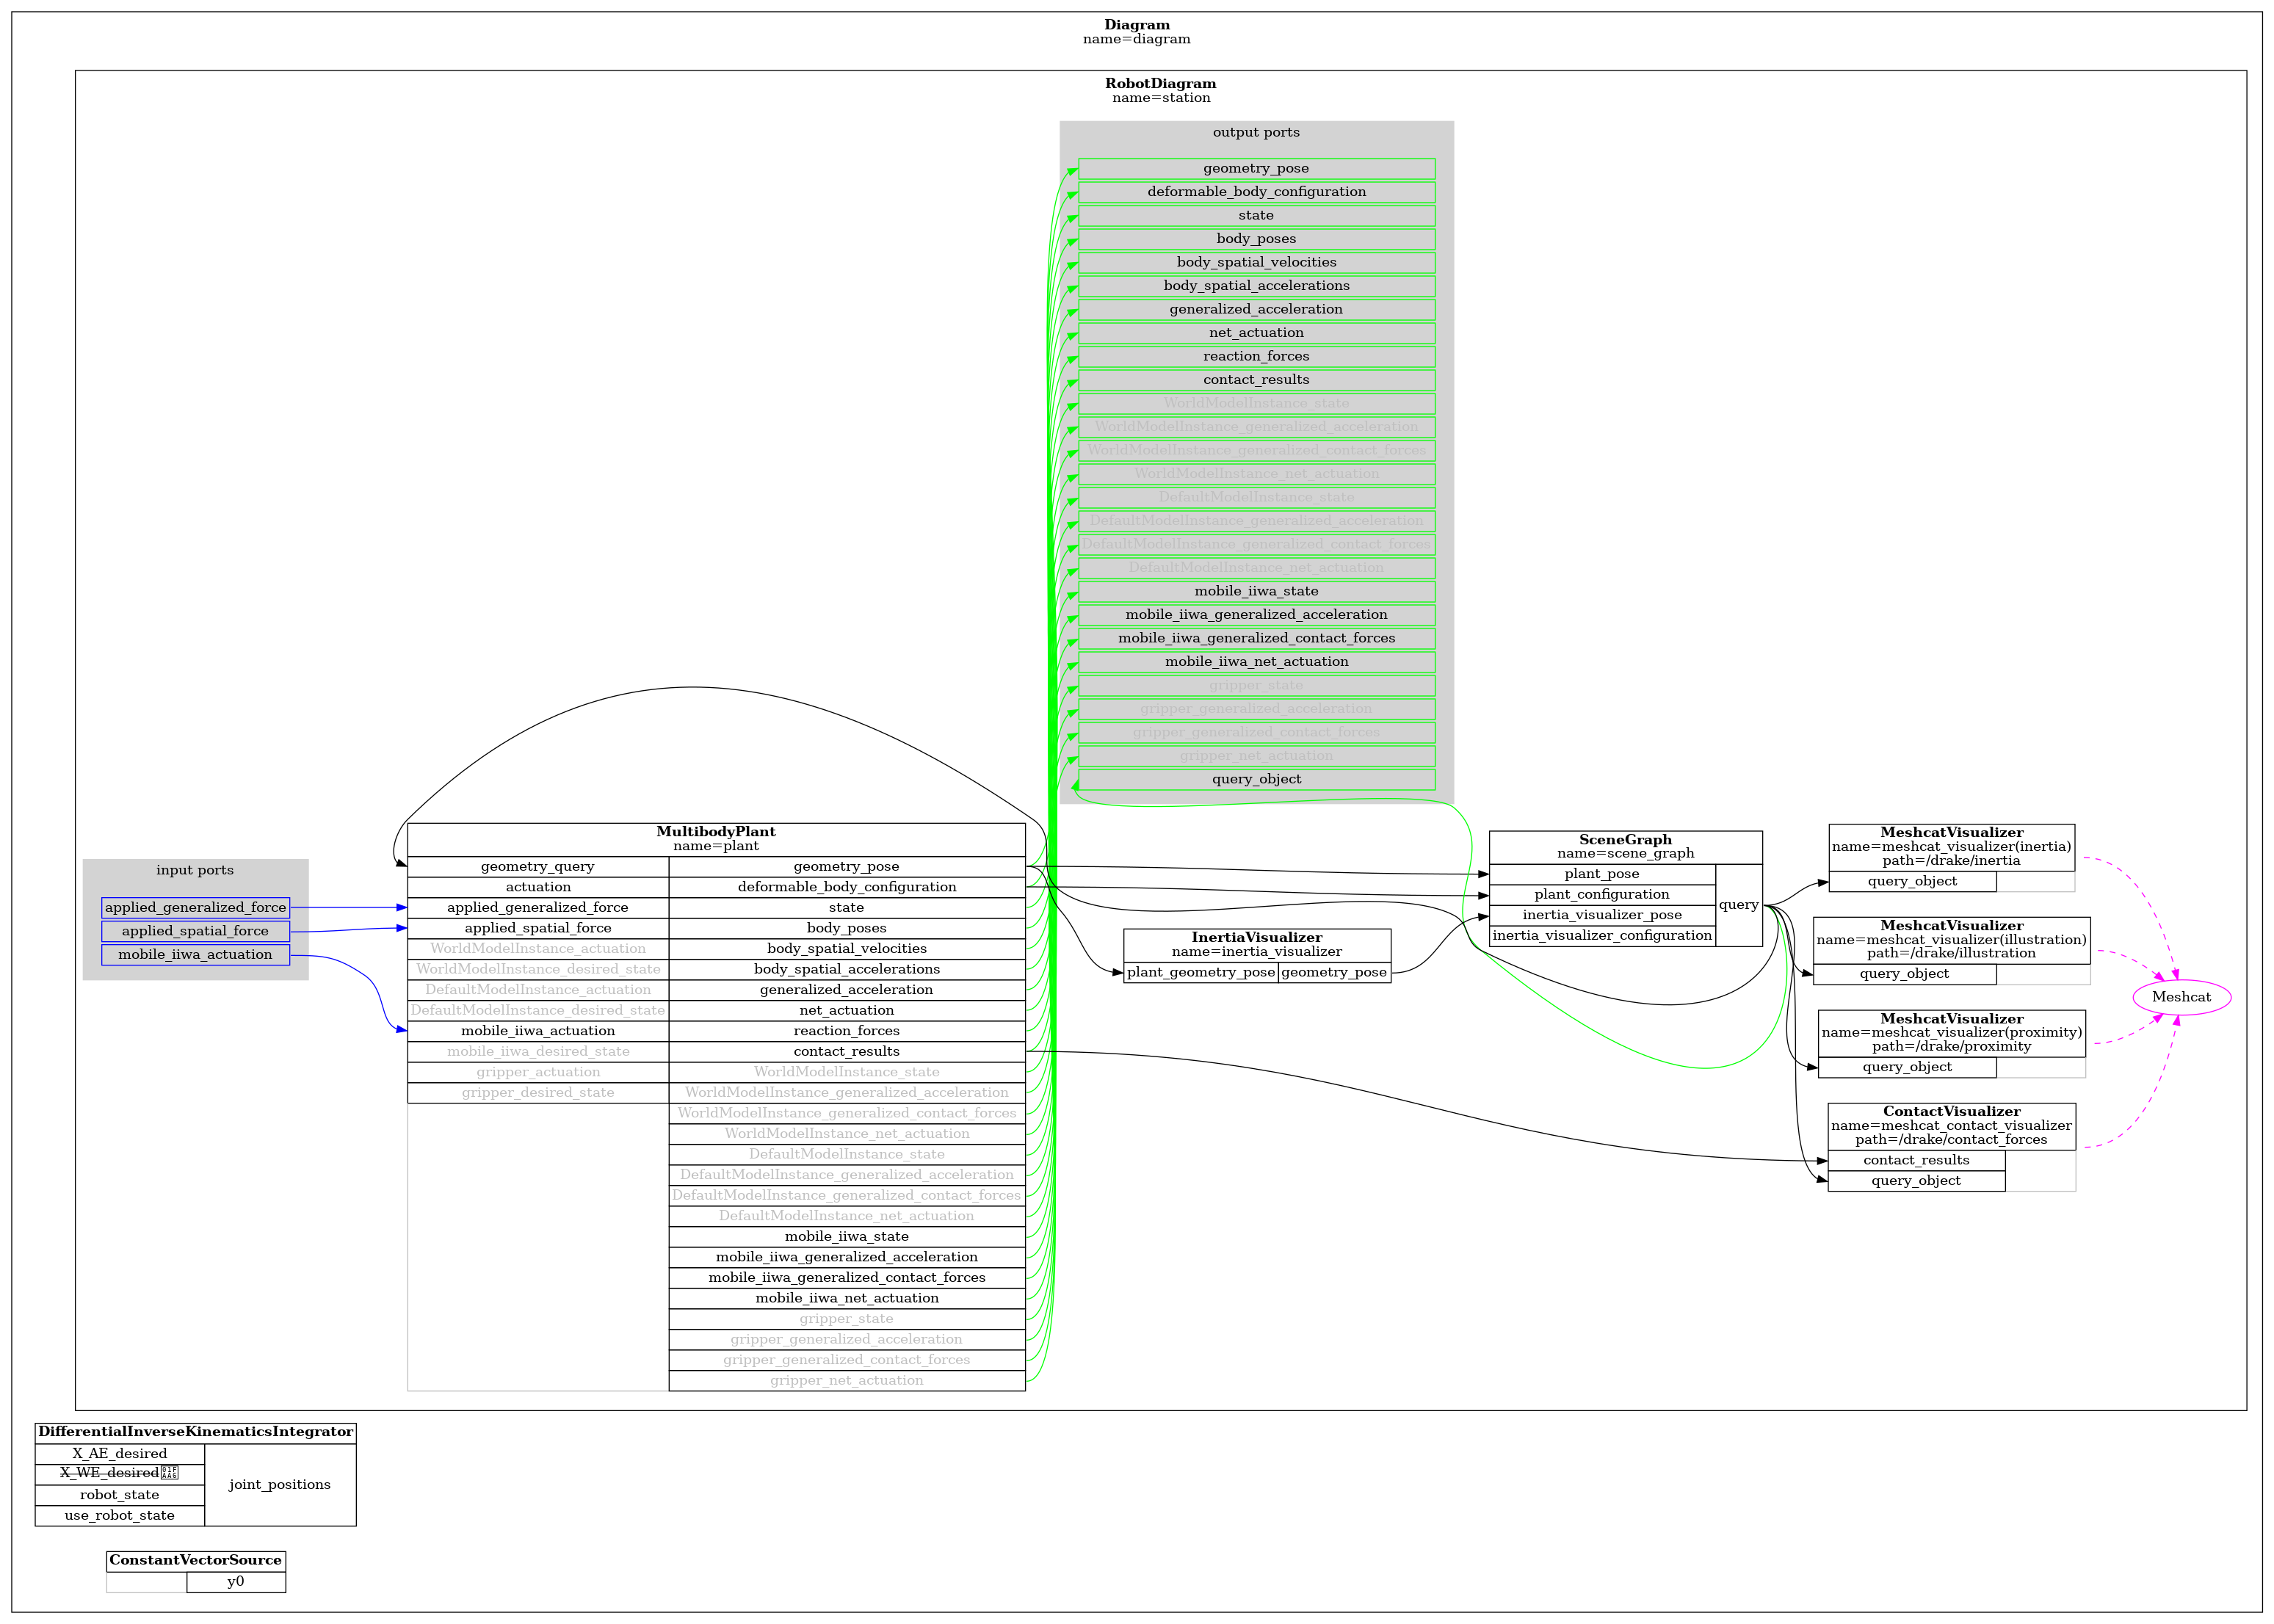 Diagram
name=diagram
RobotDiagram
name=station
output ports
geometry_pose
deformable_body_configuration
state
body_poses
body_spatial_velocities
body_spatial_accelerations
generalized_acceleration
net_actuation
reaction_forces
contact_results
WorldModelInstance_state
WorldModelInstance_generalized_acceleration
WorldModelInstance_generalized_contact_forces
WorldModelInstance_net_actuation
DefaultModelInstance_state
DefaultModelInstance_generalized_acceleration
DefaultModelInstance_generalized_contact_forces
DefaultModelInstance_net_actuation
mobile_iiwa_state
mobile_iiwa_generalized_acceleration
mobile_iiwa_generalized_contact_forces
mobile_iiwa_net_actuation
gripper_state
gripper_generalized_acceleration
gripper_generalized_contact_forces
gripper_net_actuation
query_object
input ports
applied_generalized_force
applied_spatial_force
mobile_iiwa_actuation
MultibodyPlant
name=plant
geometry_query
actuation
applied_generalized_force
applied_spatial_force
WorldModelInstance_actuation
WorldModelInstance_desired_state
DefaultModelInstance_actuation
DefaultModelInstance_desired_state
mobile_iiwa_actuation
mobile_iiwa_desired_state
gripper_actuation
gripper_desired_state
geometry_pose
deformable_body_configuration
state
body_poses
body_spatial_velocities
body_spatial_accelerations
generalized_acceleration
net_actuation
reaction_forces
contact_results
WorldModelInstance_state
WorldModelInstance_generalized_acceleration
WorldModelInstance_generalized_contact_forces
WorldModelInstance_net_actuation
DefaultModelInstance_state
DefaultModelInstance_generalized_acceleration
DefaultModelInstance_generalized_contact_forces
DefaultModelInstance_net_actuation
mobile_iiwa_state
mobile_iiwa_generalized_acceleration
mobile_iiwa_generalized_contact_forces
mobile_iiwa_net_actuation
gripper_state
gripper_generalized_acceleration
gripper_generalized_contact_forces
gripper_net_actuation
InertiaVisualizer
name=inertia_visualizer
plant_geometry_pose
geometry_pose
SceneGraph
name=scene_graph
plant_pose
plant_configuration
inertia_visualizer_pose
inertia_visualizer_configuration
query
MeshcatVisualizer
name=meshcat_visualizer(inertia)
path=/drake/inertia
query_object
MeshcatVisualizer
name=meshcat_visualizer(illustration)
path=/drake/illustration
query_object
MeshcatVisualizer
name=meshcat_visualizer(proximity)
path=/drake/proximity
query_object
ContactVisualizer
name=meshcat_contact_visualizer
path=/drake/contact_forces
contact_results
query_object
Meshcat
DifferentialInverseKinematicsIntegrator
X_AE_desired
X_WE_desired
robot_state
use_robot_state
joint_positions
ConstantVectorSource
y0